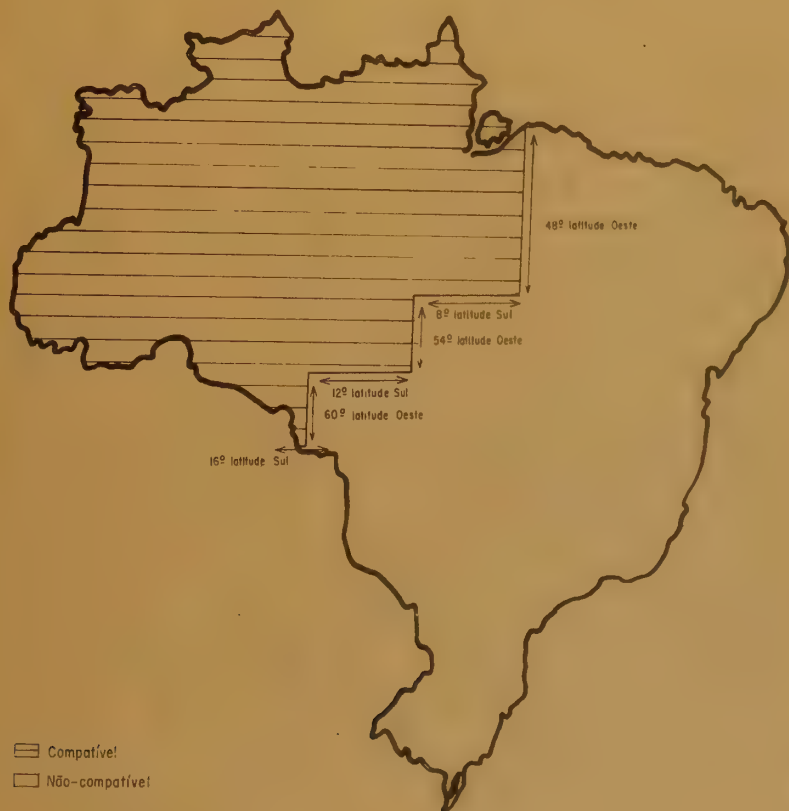 48º latitude Oeste
8º latitude Sul
54º latitude Oeste
12º latitude Sul
60º latitude Oeste
16º latitude Sul
Compatível
Não-compatível